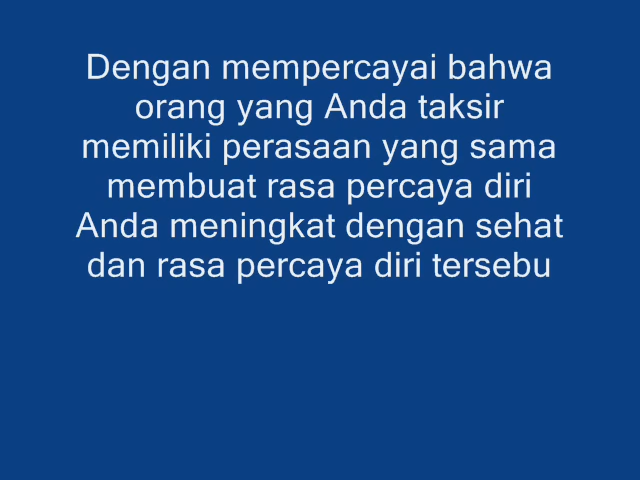 Dengan mempercayai bahwa
orang yang Anda taksir
memiliki perasaan yang sama
membuat rasa percaya diri
Anda meningkat dengan sehat
dan rasa percaya diri tersebu